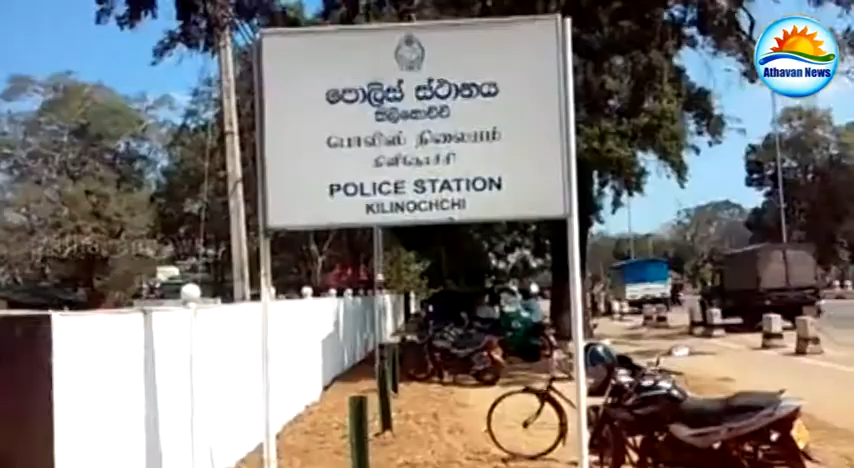 Athavan News
පොලිස් ස්ථානය
කිලිනොච්චි
பொலிஸ் நிலையம்
கிளிநொச்சி
POLICE STATION
KILINOCHCHI